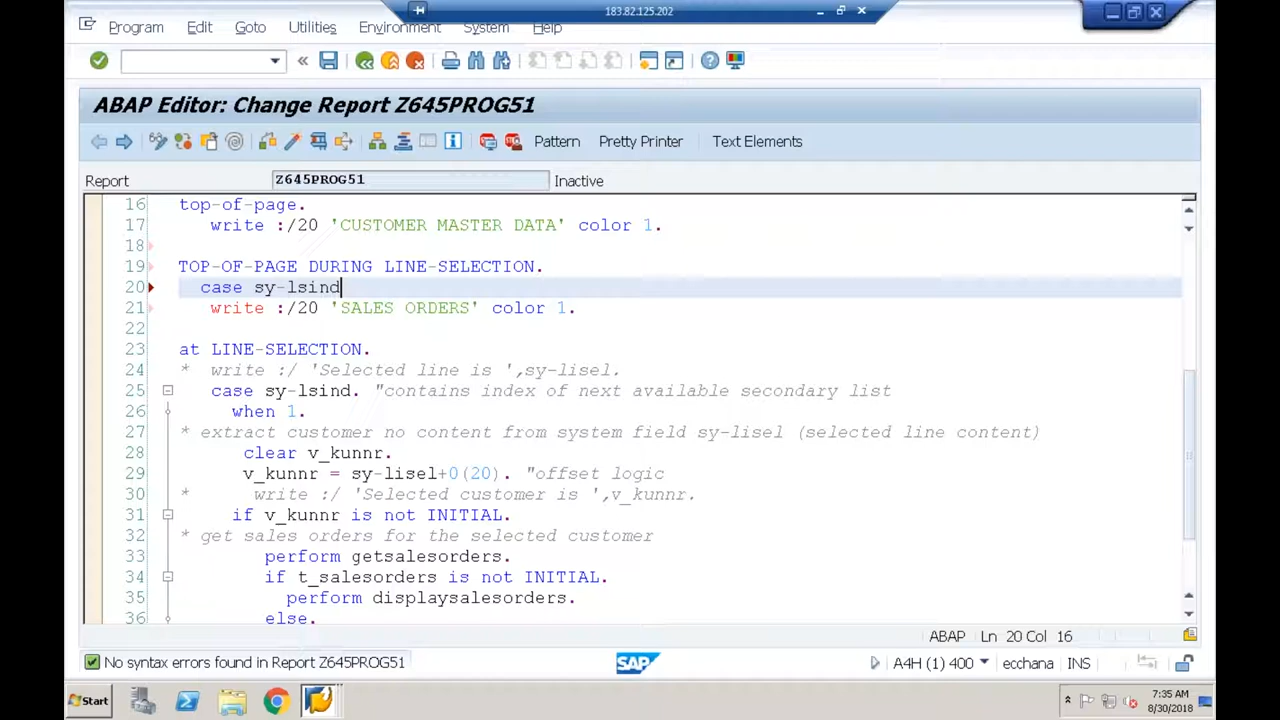 183.82.125.202
Program Edit Goto Utilities Environment System Help
ABAP Editor: Change Report Z645PROG51
Pattern Pretty Printer Text Elements
Report Z645PROG51 Inactive
16 top-of-page.
17 write :/20 'CUSTOMER MASTER DATA' color 1.
18
19 TOP-OF-PAGE DURING LINE-SELECTION.
20 case sy-lsind
21 write :/20 'SALES ORDERS' color 1.
22
23 at LINE-SELECTION.
24 * write :/ 'Selected line is ',sy-lisel.
25 case sy-lsind. "contains index of next available secondary list
26 when 1.
27 * extract customer no content from system field sy-lisel (selected line content)
28 clear v_kunnr.
29 v_kunnr = sy-lisel+0(20). "offset logic
30 * write :/ 'Selected customer is ',v_kunnr.
31 if v_kunnr is not INITIAL.
32 * get sales orders for the selected customer
33 perform getsalesorders.
34 if t_salesorders is not INITIAL.
35 perform displaysalesorders.
36 else.
ABAP Ln 20 Col 16
No syntax errors found in Report Z645PROG51 SAP A4H (1) 400 ecchana INS
Start 7:35 AM
8/30/2018